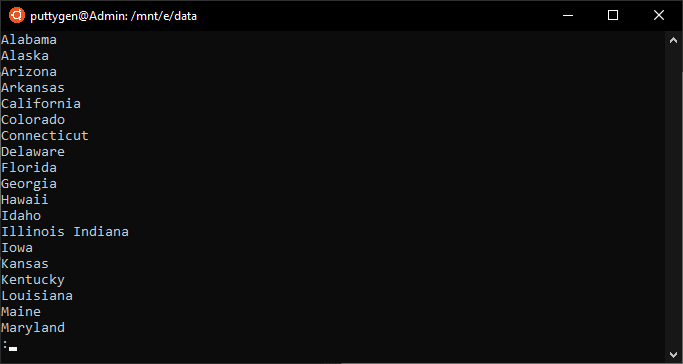 puttygen@Admin: /mnt/e/data
Alabama
Alaska
Arizona
Arkansas
California
Colorado
Connecticut
Delaware
Florida
Georgia
Hawaii
Idaho
Illinois Indiana
Iowa
Kansas
Kentucky
Louisiana
Maine
Maryland
: